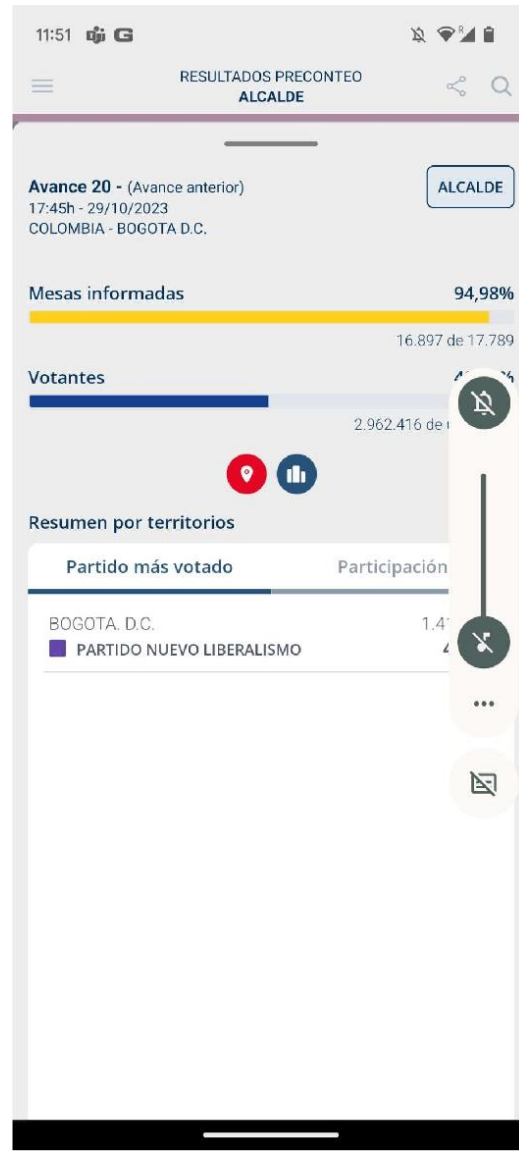 11:51
RESULTADOS PRECONTEO
ALCALDE
Avance 20 - (Avance anterior)
ALCALDE
17:45h - 29/10/2023
COLOMBIA - BOGOTA D.C.
Mesas informadas 94,98%
16.897 de 17.789
Votantes
2.962.416 de
Resumen por territorios
Partido más votado Participación
BOGOTA. D.C.
PARTIDO NUEVO LIBERALISMO